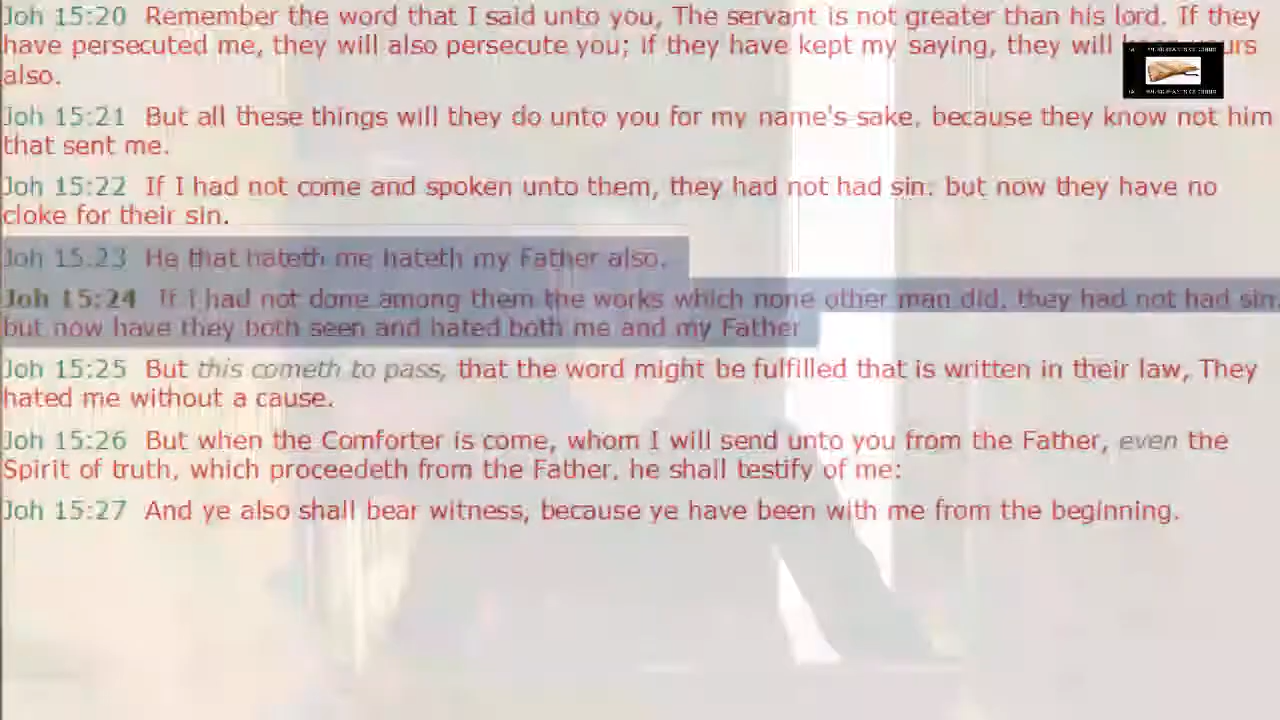 Joh 15:20 Remember the word that I said unto you, The servant is not greater than his lord. If they
have persecuted me, they will also persecute you; if they have kept my saying, they will keep yours
also.
Joh 15:21 But all these things will they do unto you for my name's sake, because they know not him
that sent me.
Joh 15:22 If I had not come and spoken unto them, they had not had sin: but now they have no
cloke for their sin.
Joh 15:23 He that hateth me hateth my Father also.
Joh 15:24 If I had not done among them the works which none other man did, they had not had sin:
but now have they both seen and hated both me and my Father
Joh 15:25 But this cometh to pass, that the word might be fulfilled that is written in their law, They
hated me without a cause.
Joh 15:26 But when the Comforter is come, whom I will send unto you from the Father, even the
Spirit of truth, which proceedeth from the Father, he shall testify of me:
Joh 15:27 And ye also shall bear witness, because ye have been with me from the beginning.